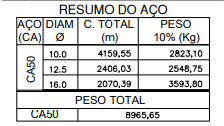 RESUMO DO AÇO
AÇO DIAM C. TOTAL PESO
(CA) Ø (m) 10% (Kg)
CA50
10.0 4159,55 2823,10
12.5 2406,03 2548,75
16.0 2070,39 3593,80
PESO TOTAL
CA50 8965,65